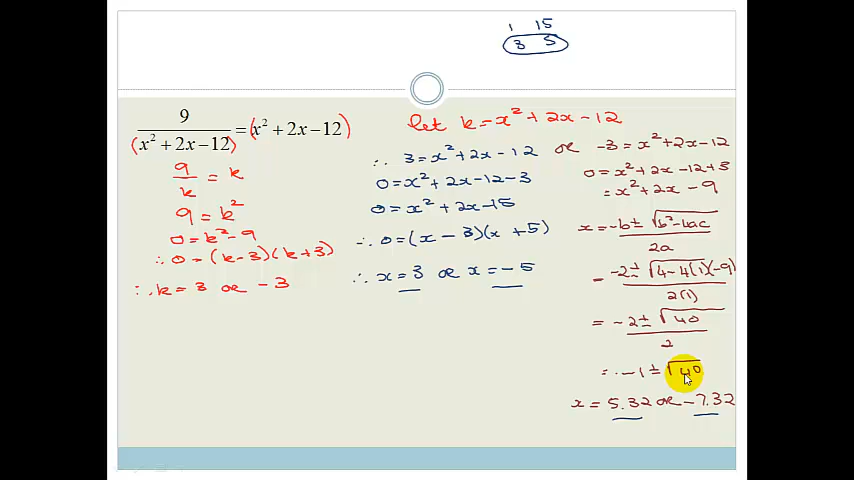 1 15
3 5
9/(x² + 2x - 12) = (x² + 2x - 12)
9/k = k
9 = k²
0 = k² - 9
∴ 0 = (k - 3)(k + 3)
∴ k = 3 or - 3
let k = x² + 2x - 12
∴ 3 = x² + 2x - 12 or -3 = x² + 2x - 12
0 = x² + 2x - 12 - 3
0 = x² + 2x - 15
∴ 0 = (x - 3)(x + 5)
∴ x = 3 or x = - 5
0 = x² + 2x - 12 + 3
= x² + 2x - 9
x = -b ± √b² - 4ac / 2a
= -2 ± √4 - 4(1)(-9) / 2(1)
= -2 ± √40 / 2
= -1 ± √40
x = 5.32 or - 7.32